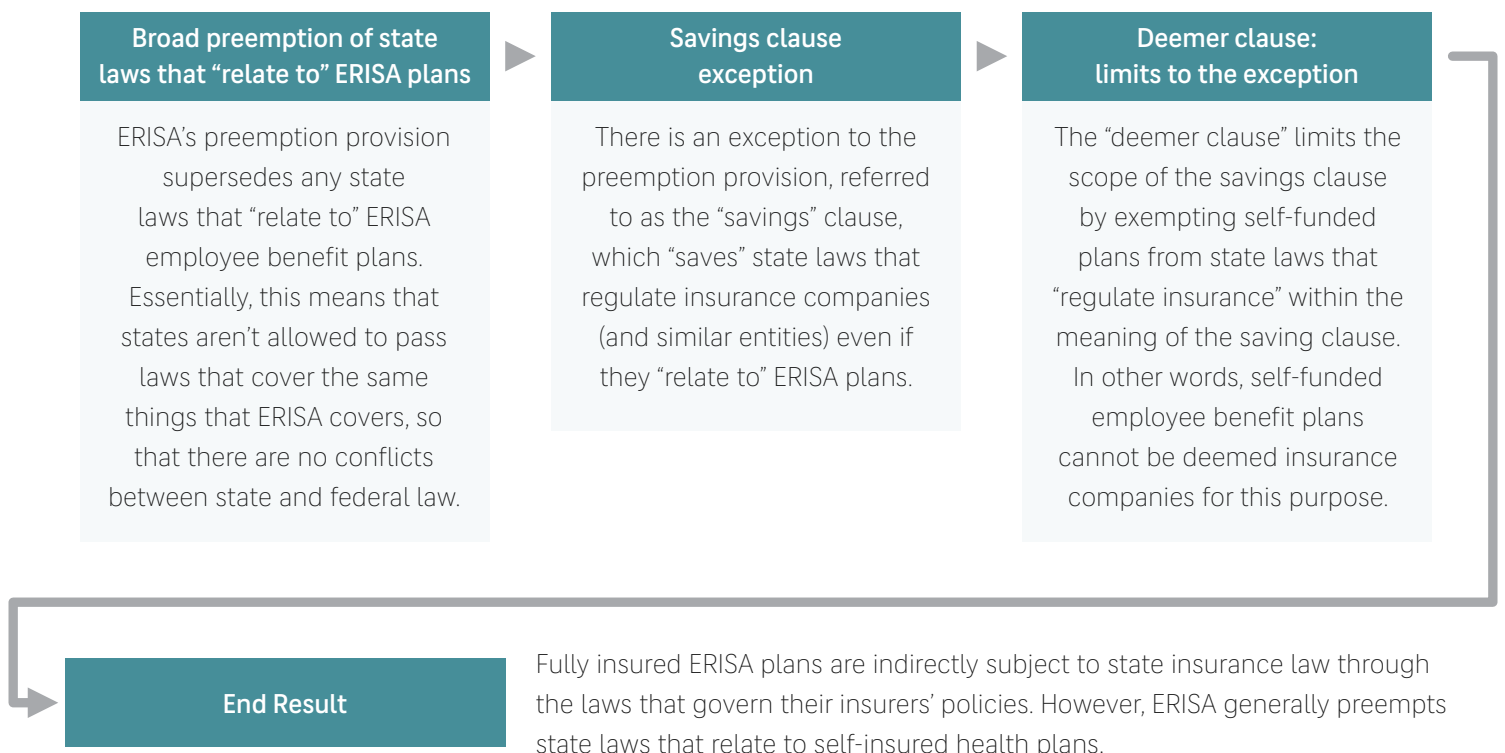 Broad preemption of state
laws that “relate to” ERISA plans
ERISA’s preemption provision
supersedes any state
laws that “relate to” ERISA
employee benefit plans.
Essentially, this means that
states aren’t allowed to pass
laws that cover the same
things that ERISA covers, so
that there are no conflicts
between state and federal law.
Savings clause
exception
There is an exception to the
preemption provision, referred
to as the “savings” clause,
which “saves” state laws that
regulate insurance companies
(and similar entities) even if
they “relate to” ERISA plans.
Deemer clause:
limits to the exception
The “deemer clause” limits the
scope of the savings clause
by exempting self-funded
plans from state laws that
“regulate insurance” within the
meaning of the saving clause.
In other words, self-funded
employee benefit plans
cannot be deemed insurance
companies for this purpose.
End Result
Fully insured ERISA plans are indirectly subject to state insurance law through
the laws that govern their insurers’ policies. However, ERISA generally preempts
state laws that relate to self-insured health plans.